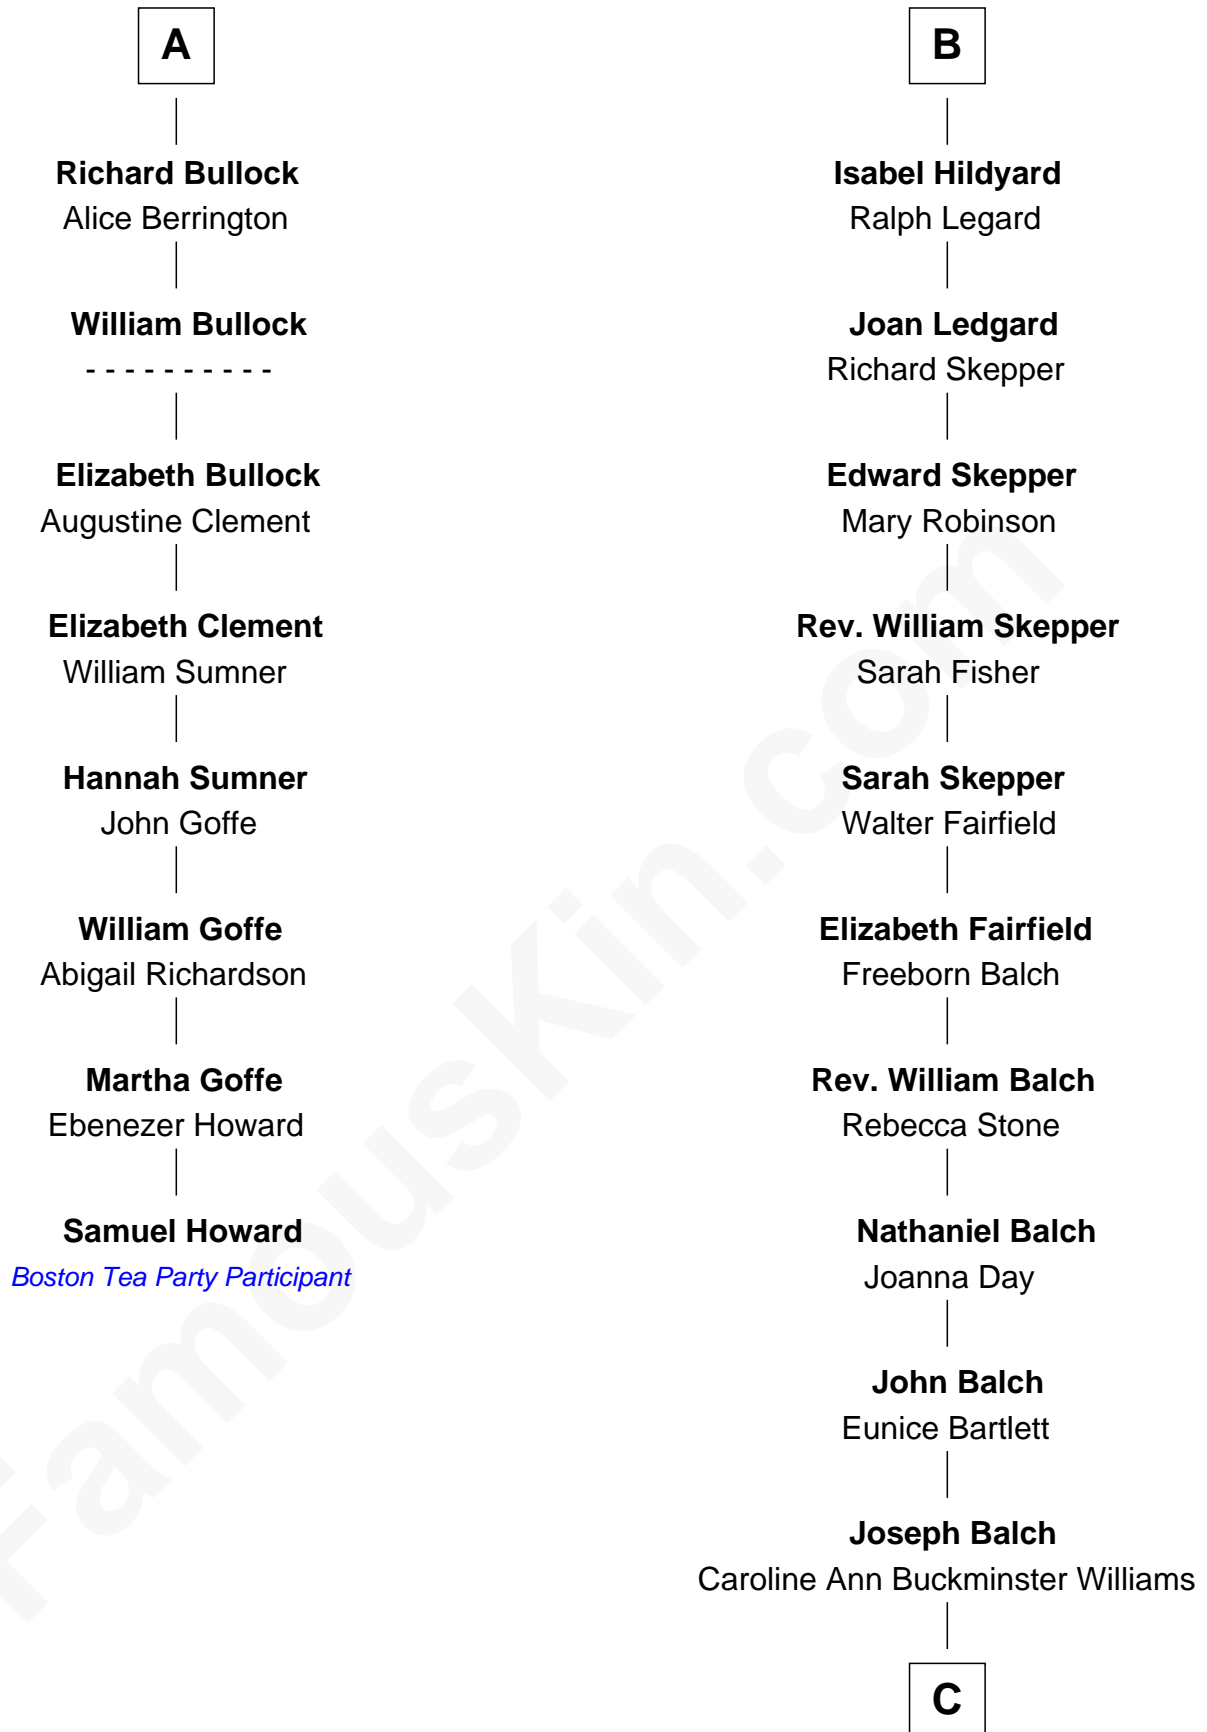 A
Richard Bullock
Alice Berrington
William Bullock
- - - - - - - - - -
Elizabeth Bullock
Augustine Clement
Elizabeth Clement
William Sumner
Hannah Sumner
John Goffe
William Goffe
Abigail Richardson
Martha Goffe
Ebenezer Howard
Samuel Howard
Boston Tea Party Participant
B
Isabel Hildyard
Ralph Legard
Joan Ledgard
Richard Skepper
Edward Skepper
Mary Robinson
Rev. William Skepper
Sarah Fisher
Sarah Skepper
Walter Fairfield
Elizabeth Fairfield
Freeborn Balch
Rev. William Balch
Rebecca Stone
Nathaniel Balch
Joanna Day
John Balch
Eunice Bartlett
Joseph Balch
Caroline Ann Buckminster Williams
C
FamousKin.com